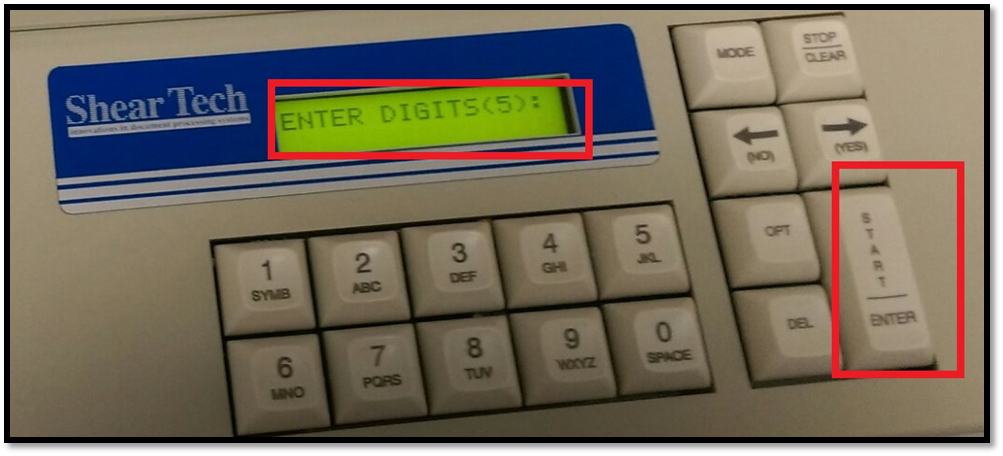 Shear Tech
innovations in document processing systems
ENTER DIGITS(5):
MODE
STOP
CLEAR
(NO)
(YES)
OPT
START
ENTER
DEL
1
SYMB
2
ABC
3
DEF
4
GHI
5
JKL
6
MNO
7
PQRS
8
TUV
9
WXYZ
0
SPACE